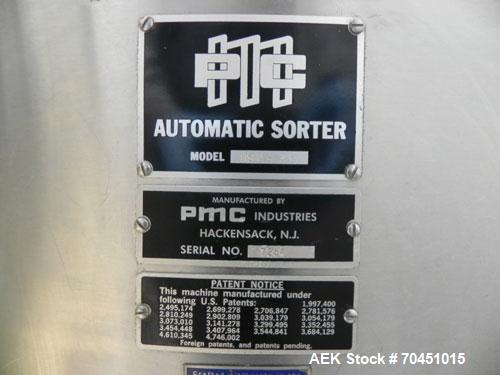 PMC
AUTOMATIC SORTER
MODEL
MANUFACTURED BY
PMC INDUSTRIES
HACKENSACK, N.J.
SERIAL NO.
PATENT NOTICE
This machine manufactured under
following U.S. Patents: 1,997,400
2,495,174 2,699,278 2,706,847 2,781,576
2,810,249 2,902,809 3,039,179 3,054,179
3,073,010 3,141,278 3,299,495 3,352,455
3,454,448 3,407,964 3,544,841 3,684,129
4,610,345 4,746,002
Foreign patents, and patents pending.
AEK Stock # 70451015